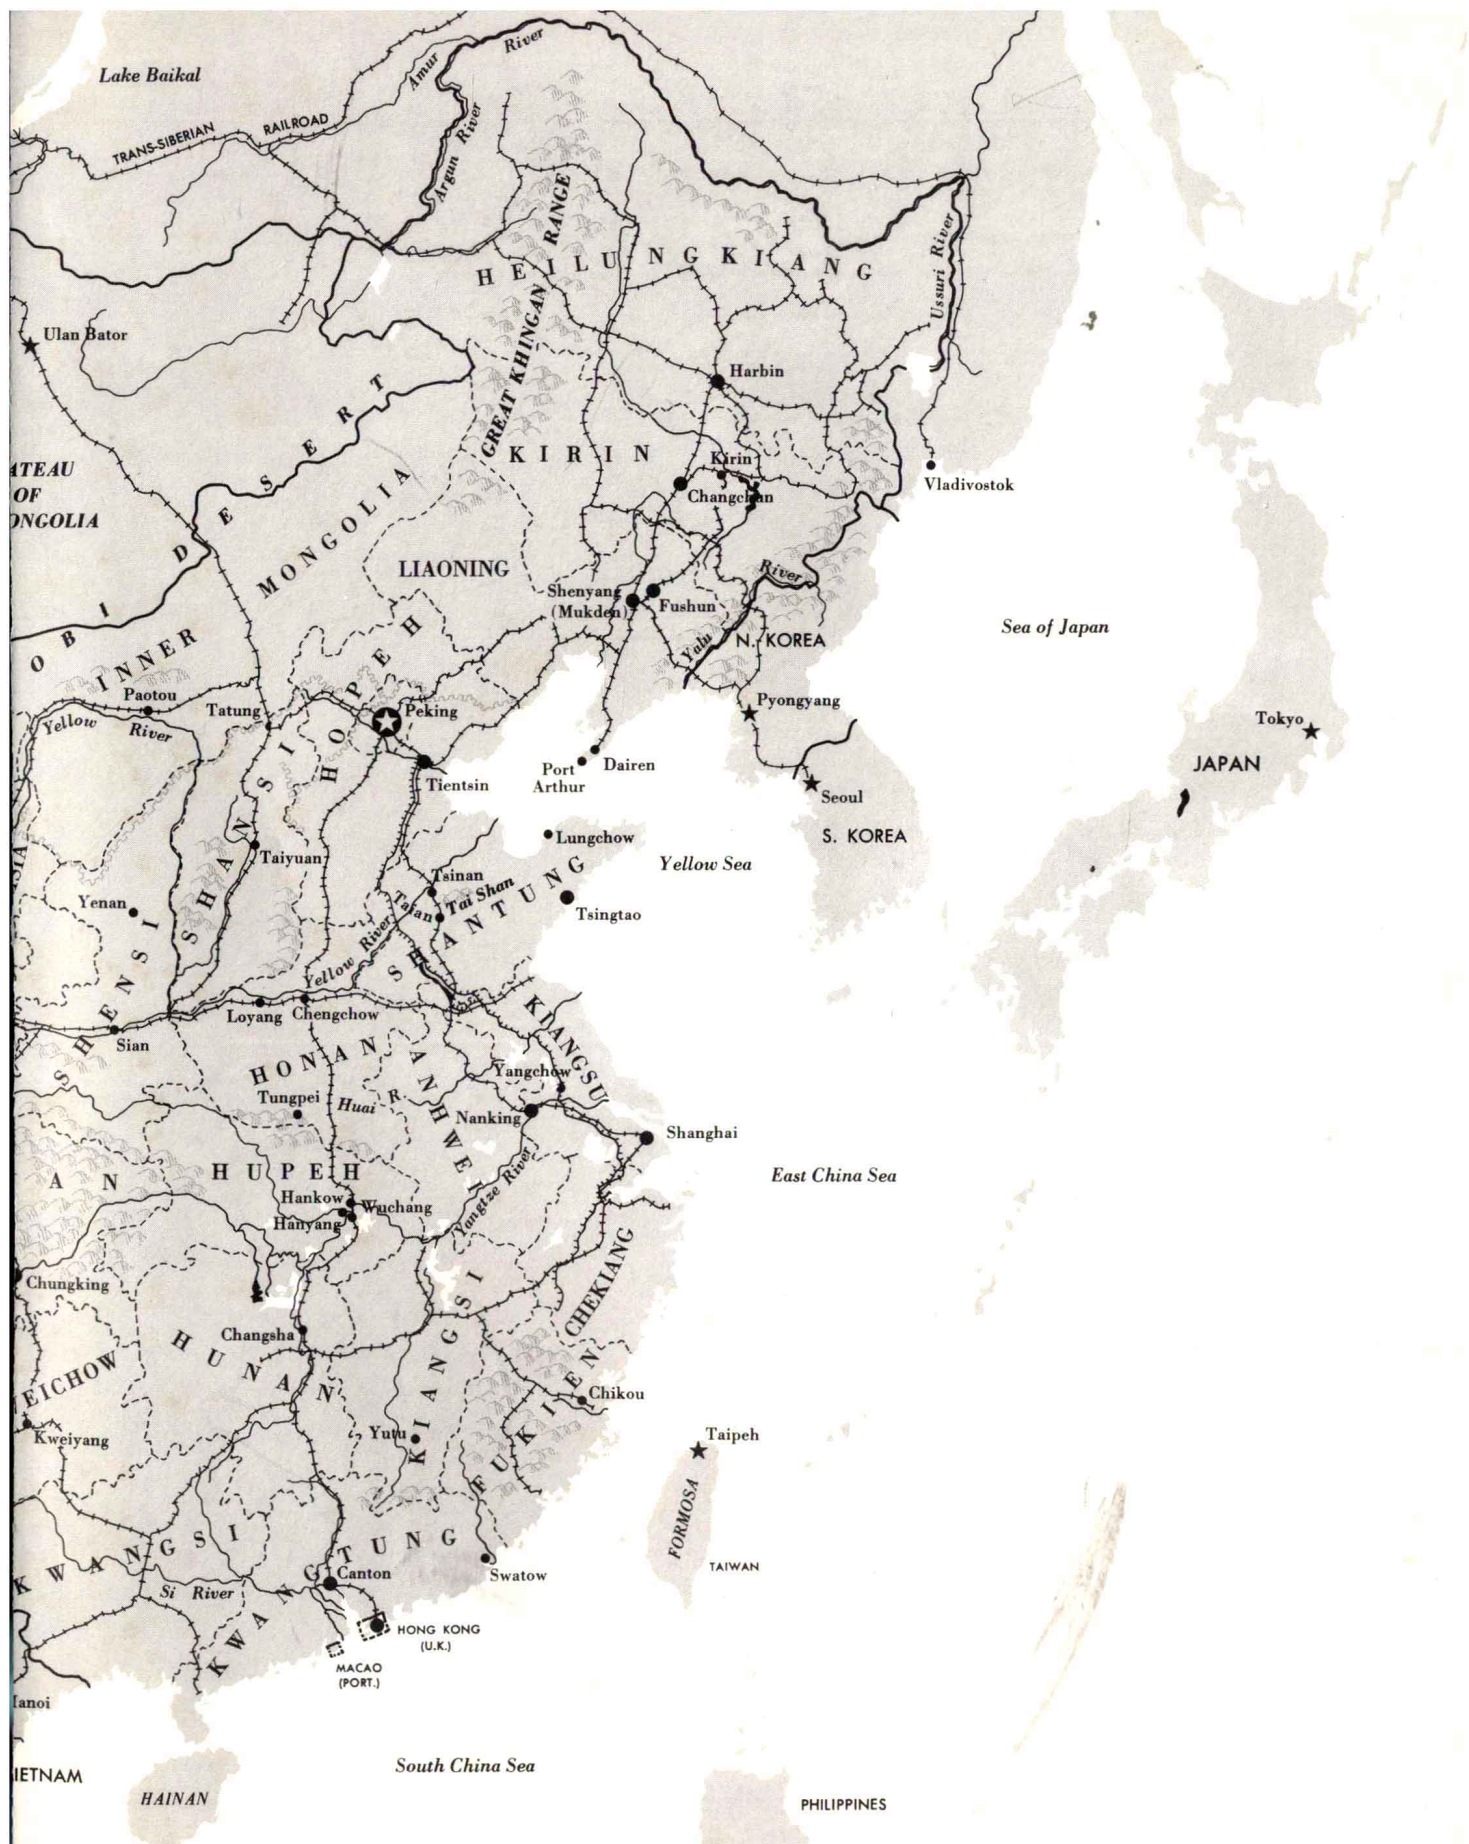 Lake Baikal
Amur
River
TRANS-SIBERIAN
RAILROAD
Argun River
HEILUNGKIANG
GREAT KHINGAN RANGE
Ussuri River
Ulan Bator
Harbin
ATEAU
OF
ONGOLIA
KIRIN
Kirin
Changchun
Vladivostok
OBI DESERT
INNER MONGOLIA
LIAONING
Shenyang
(Mukden)
Fushun
Yalu
River
N. KOREA
Sea of Japan
Paotou
Yellow
River
Tatung
HOPEH
Peking
Tientsin
Pyongyang
Tokyo
JAPAN
Port
Arthur
Dairen
Seoul
S. KOREA
Lungchow
Yellow Sea
SHANSI
Taiyuan
Tsinan
Taian
Tai Shan
SHANTUNG
Tsingtao
Yenan
SHENSI
Yellow River
Loyang
Chengchow
Sian
HONAN
KIANGSU
ANHWEI
Yangchow
Tungpei
Huai R.
Nanking
Shanghai
AN
HUPEH
Hankow
Hanyang
Wuchang
Yangtze River
East China Sea
Chungking
CHEKIANG
Changsha
HUNAN
KIANGSI
EICHOW
Kweiyang
Yutu
FUKIEN
Chikou
Taipeh
FORMOSA
TAIWAN
KWANGSI
KWANGTUNG
Si River
Canton
Swatow
HONG KONG
(U.K.)
MACAO
(PORT.)
anoi
IETNAM
HAINAN
South China Sea
PHILIPPINES